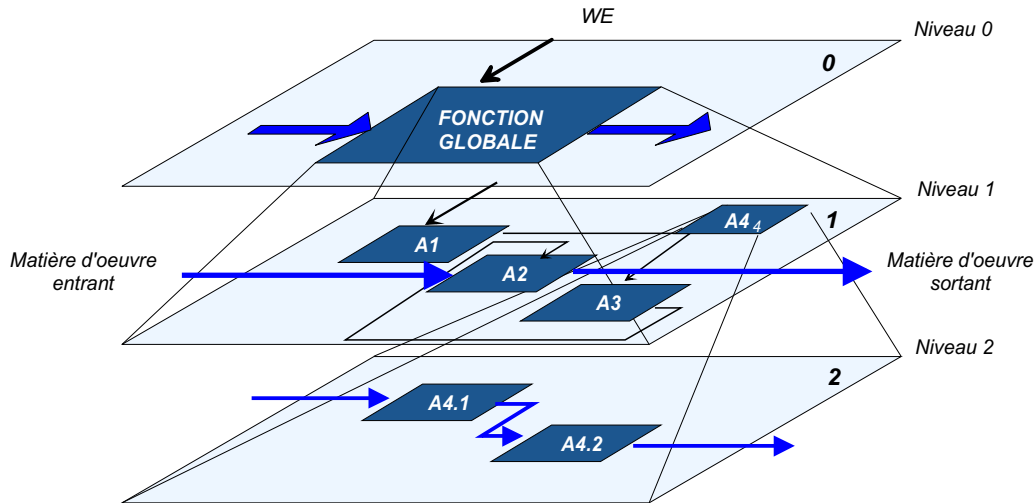 WE
Niveau 0
0
FONCTION
GLOBALE
Niveau 1
1
A1
A4 4
A2
A3
Matière d'oeuvre
entrant
Matière d'oeuvre
sortant
Niveau 2
2
A4.1
A4.2